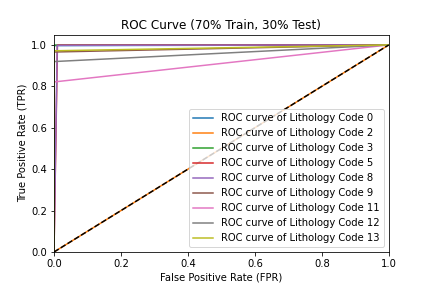 ROC Curve (70% Train, 30% Test)
1.0
0.8
0.6
0.4
0.2
0.0
True Positive Rate (TPR)
ROC curve of Lithology Code 0
ROC curve of Lithology Code 2
ROC curve of Lithology Code 3
ROC curve of Lithology Code 5
ROC curve of Lithology Code 8
ROC curve of Lithology Code 9
ROC curve of Lithology Code 11
ROC curve of Lithology Code 12
ROC curve of Lithology Code 13
0.0 0.2 0.4 0.6 0.8 1.0
False Positive Rate (FPR)